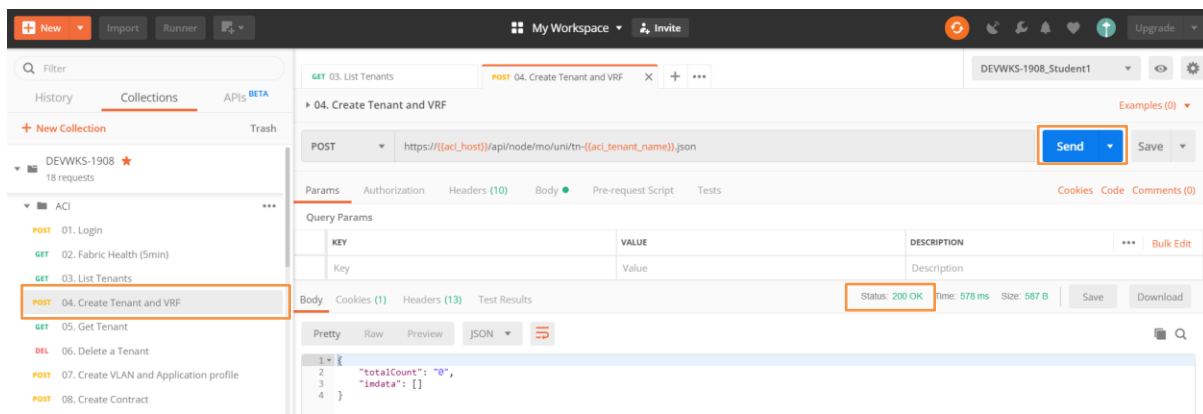 New Import Runner My Workspace Invite Upgrade
Filter
History Collections APIs BETA
+ New Collection Trash
DEVWKS-1908
18 requests
ACI
POST 01. Login
GET 02. Fabric Health (5min)
GET 03. List Tenants
POST 04. Create Tenant and VRF
GET 05. Get Tenant
DEL 06. Delete a Tenant
POST 07. Create VLAN and Application profile
POST 08. Create Contract
GET 03. List Tenants POST 04. Create Tenant and VRF X + ••• DEVWKS-1908_Student1
04. Create Tenant and VRF Examples (0)
POST https://{{aci_host}}/api/node/mo/uni/tn-{{aci_tenant_name}}.json Send Save
Params Authorization Headers (10) Body Pre-request Script Tests Cookies Code Comments (0)
Query Params
KEY VALUE DESCRIPTION ••• Bulk Edit
Key Value Description
Body Cookies (1) Headers (13) Test Results Status: 200 OK Time: 578 ms Size: 587 B Save Download
Pretty Raw Preview JSON
1 {
2 "totalCount": "0",
3 "imdata": []
4 }